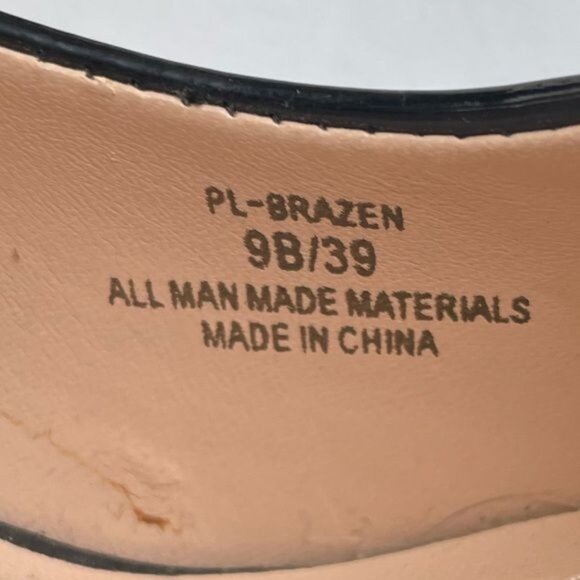 PL-BRAZEN
9B/39
ALL MAN MADE MATERIALS
MADE IN CHINA